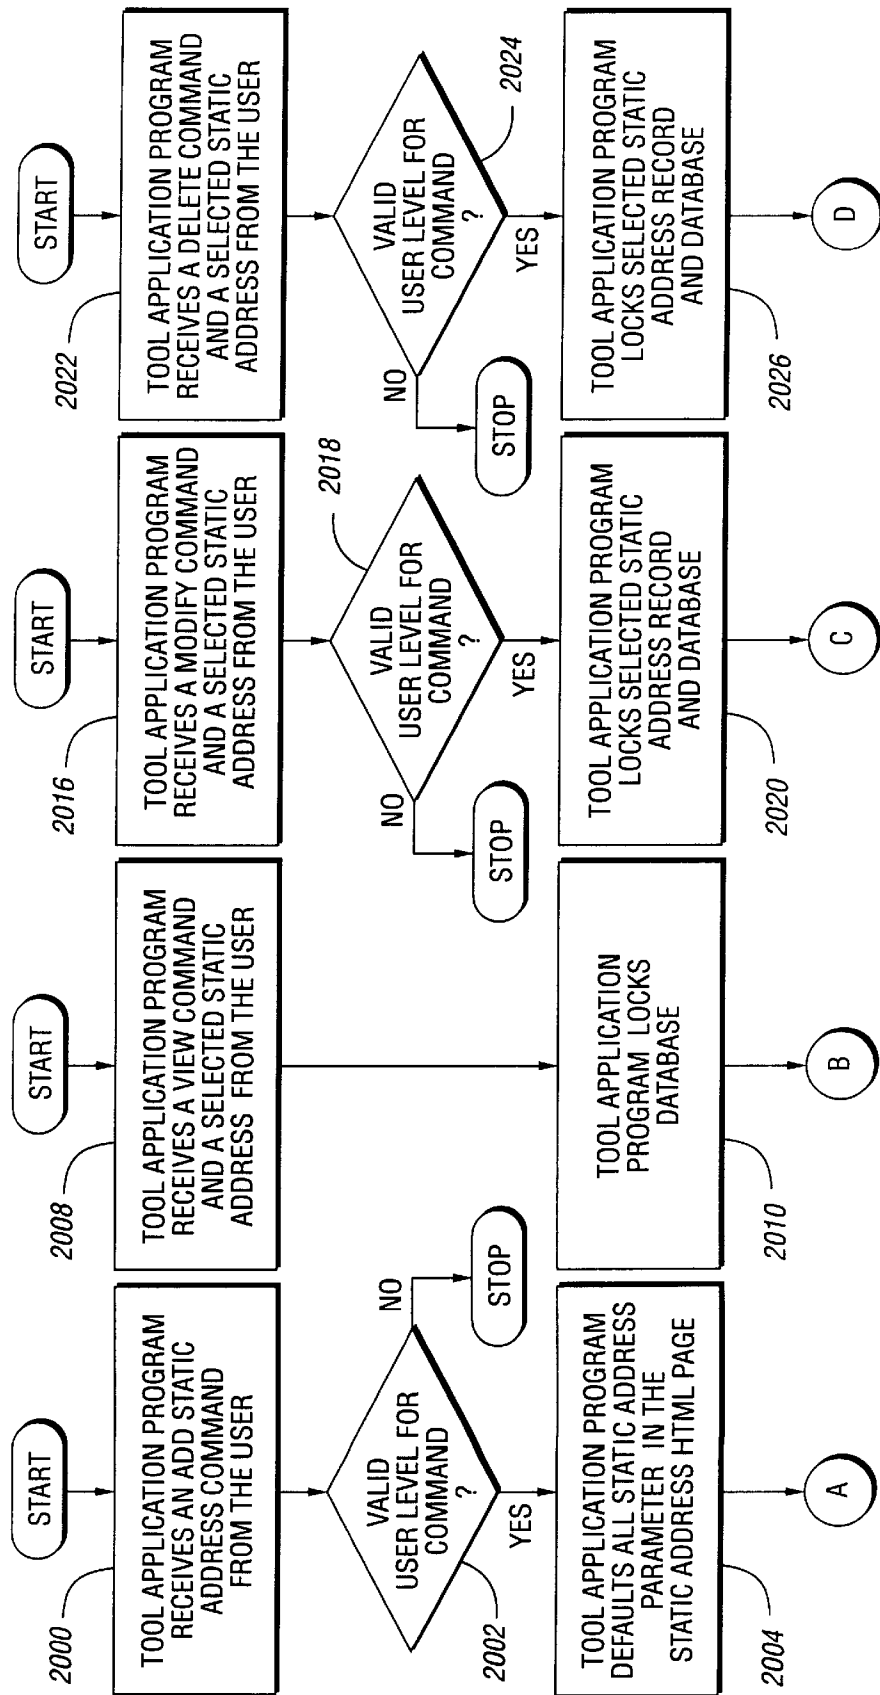 START
2000
TOOL APPLICATION PROGRAM
RECEIVES AN ADD STATIC
ADDRESS COMMAND
FROM THE USER
VALID
USER LEVEL FOR
COMMAND
?
2002
NO
STOP
YES
TOOL APPLICATION PROGRAM
DEFAULTS ALL STATIC ADDRESS
PARAMETER IN THE
STATIC ADDRESS HTML PAGE
2004
A
START
2008
TOOL APPLICATION PROGRAM
RECEIVES A VIEW COMMAND
AND A SELECTED STATIC
ADDRESS FROM THE USER
TOOL APPLICATION
PROGRAM LOCKS
DATABASE
2010
B
START
2016
TOOL APPLICATION PROGRAM
RECEIVES A MODIFY COMMAND
AND A SELECTED STATIC
ADDRESS FROM THE USER
2018
VALID
USER LEVEL FOR
COMMAND
?
NO
STOP
YES
TOOL APPLICATION PROGRAM
LOCKS SELECTED STATIC
ADDRESS RECORD
AND DATABASE
2020
C
START
2022
TOOL APPLICATION PROGRAM
RECEIVES A DELETE COMMAND
AND A SELECTED STATIC
ADDRESS FROM THE USER
VALID
USER LEVEL FOR
COMMAND
?
2024
NO
STOP
YES
TOOL APPLICATION PROGRAM
LOCKS SELECTED STATIC
ADDRESS RECORD
AND DATABASE
2026
D